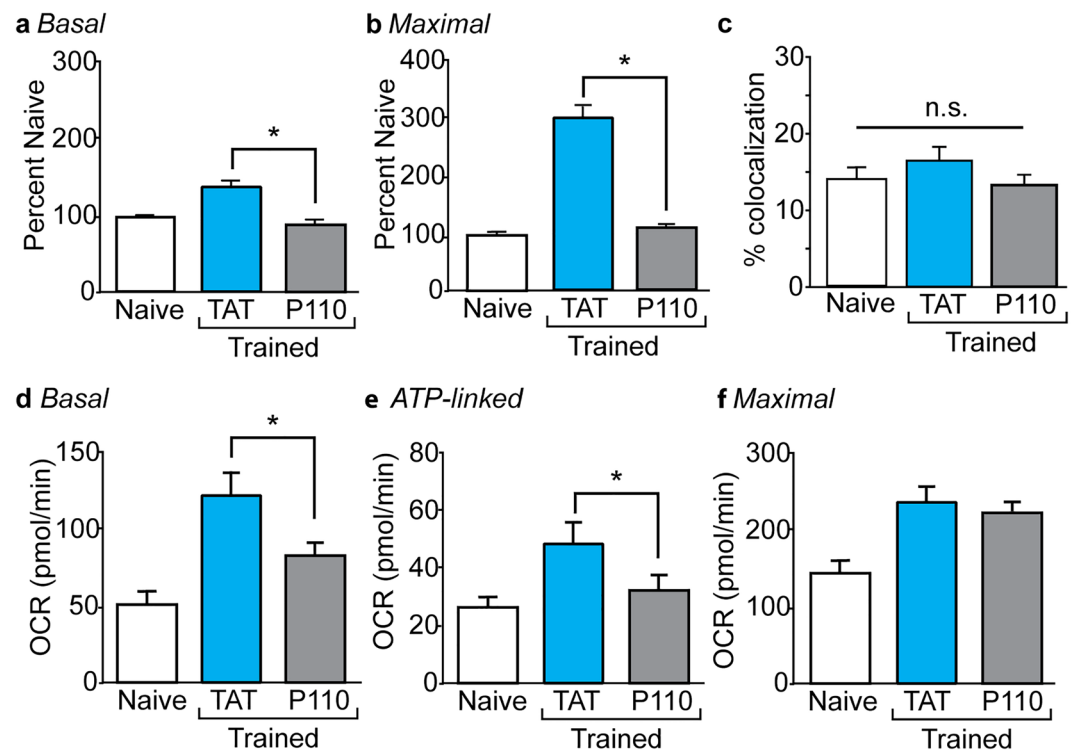 a Basal
Percent Naive
300
200
100
0
*
Naive TAT P110
Trained
b Maximal
Percent Naive
400
300
200
100
0
*
Naive TAT P110
Trained
c
% colocalization
30
20
10
0
n.s.
Naive TAT P110
Trained
d Basal
OCR (pmol/min)
150
100
50
0
*
Naive TAT P110
Trained
e ATP-linked
OCR (pmol/min)
80
60
40
20
0
*
Naive TAT P110
Trained
f Maximal
OCR (pmol/min)
300
200
100
0
Naive TAT P110
Trained